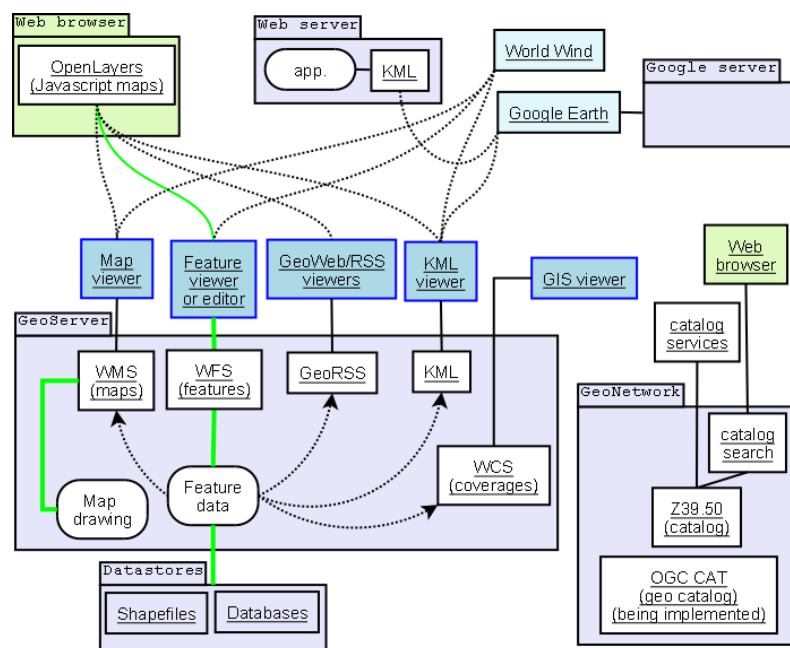 Web browser
OpenLayers
(Javascript maps)
Web server
app.
KML
World Wind
Google Earth
Google server
Map
viewer
Feature
viewer
or editor
GeoWeb/RSS
viewers
KML
viewer
GIS viewer
Web
browser
GeoServer
WMS
(maps)
WFS
(features)
GeoRSS
KML
WCS
(coverages)
Map
drawing
Feature
data
catalog
services
GeoNetwork
catalog
search
Z39.50
(catalog)
OGC CAT
(geo catalog)
(being implemented)
Datastores
Shapefiles
Databases